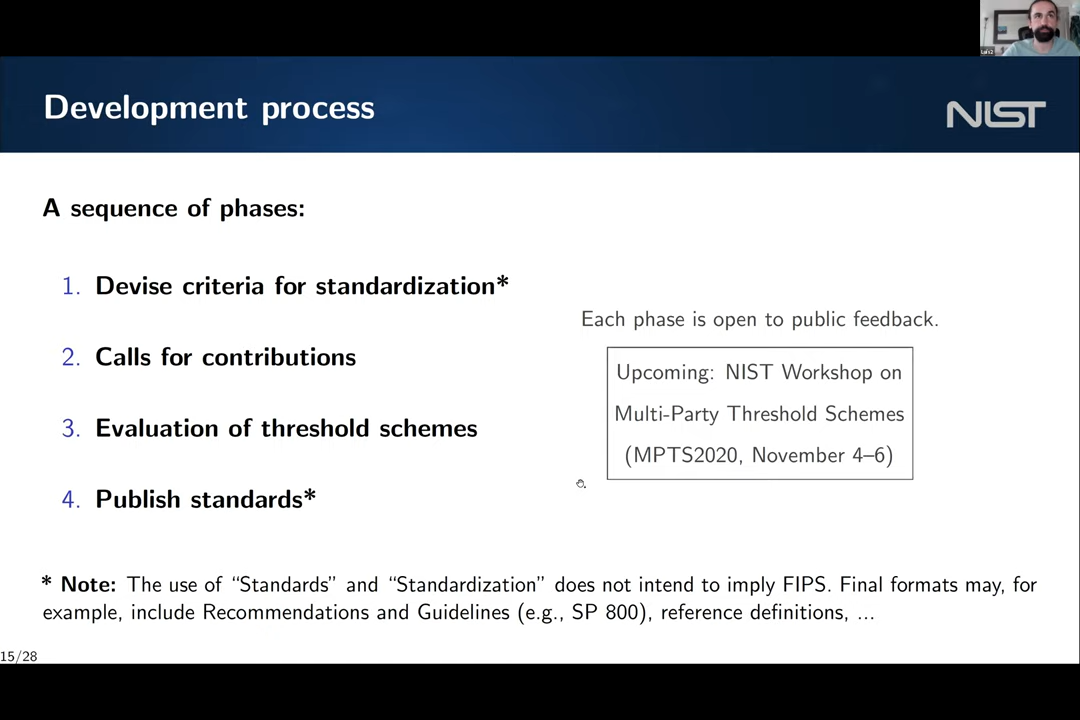 Development process
NIST
A sequence of phases:
1. Devise criteria for standardization*
2. Calls for contributions
3. Evaluation of threshold schemes
4. Publish standards*
Each phase is open to public feedback.
Upcoming: NIST Workshop on
Multi-Party Threshold Schemes
(MPTS2020, November 4–6)
* Note: The use of “Standards” and “Standardization” does not intend to imply FIPS. Final formats may, for
example, include Recommendations and Guidelines (e.g., SP 800), reference definitions, ...
15/28